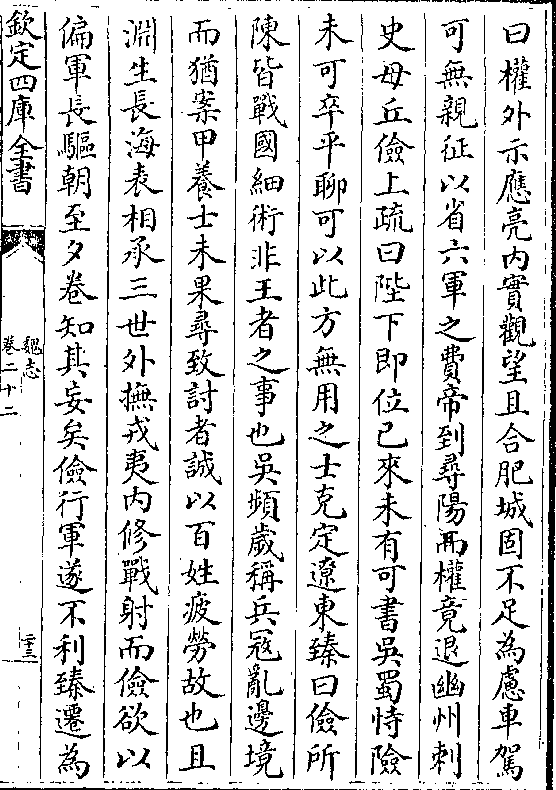 曰權外示應亮内實觀望且合肥城固不足為慮車駕
可無親征以省六軍之費帝到尋陽而權竟退幽州刺
史毋丘儉上疏曰陛下即位已來未有可書吳蜀恃險
未可卒平聊可以此方無用之士克定遼東臻曰儉所
陳皆戰國細術非王者之事也吳頻歲稱兵冦亂邊境
而猶案甲養士未果尋致討者誠以百姓疲勞故也且
淵生長海表相承三世外撫戎夷内修戰射而儉欲以
偏軍長驅朝至夕卷知其妄矣儉行軍遂不利臻遷為
欽定四庫全書
魏志
卷二十二
二十三